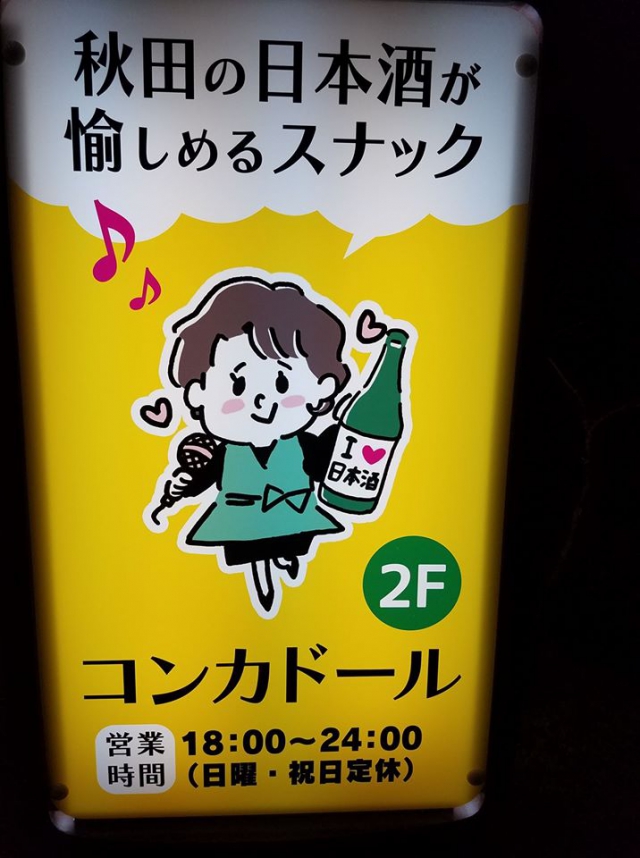 秋田の日本酒が
愉しめるスナック
I ♥
日本酒
2F
コンカドール
営業時間
18:00～24:00
（日曜・祝日定休）